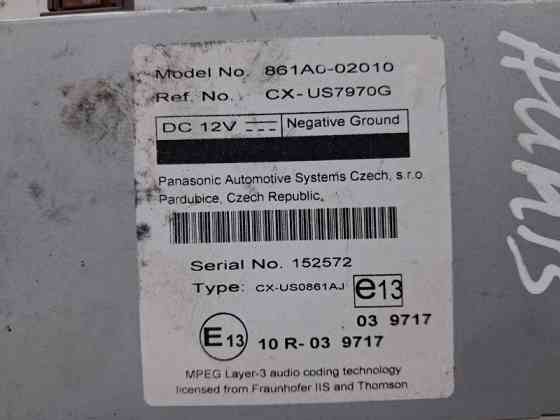 Model No. 861A0-02010
Ref. No. CX-US7970G
DC 12V Negative Ground
Panasonic Automotive Systems Czech, s.r.o.
Pardubice, Czech Republic,
Serial No. 152572
Type: CX-US0861AJ e13
03 9717
E13 10 R-03 9717
MPEG Layer-3 audio coding technology
licensed from Fraunhofer IIS and Thomson